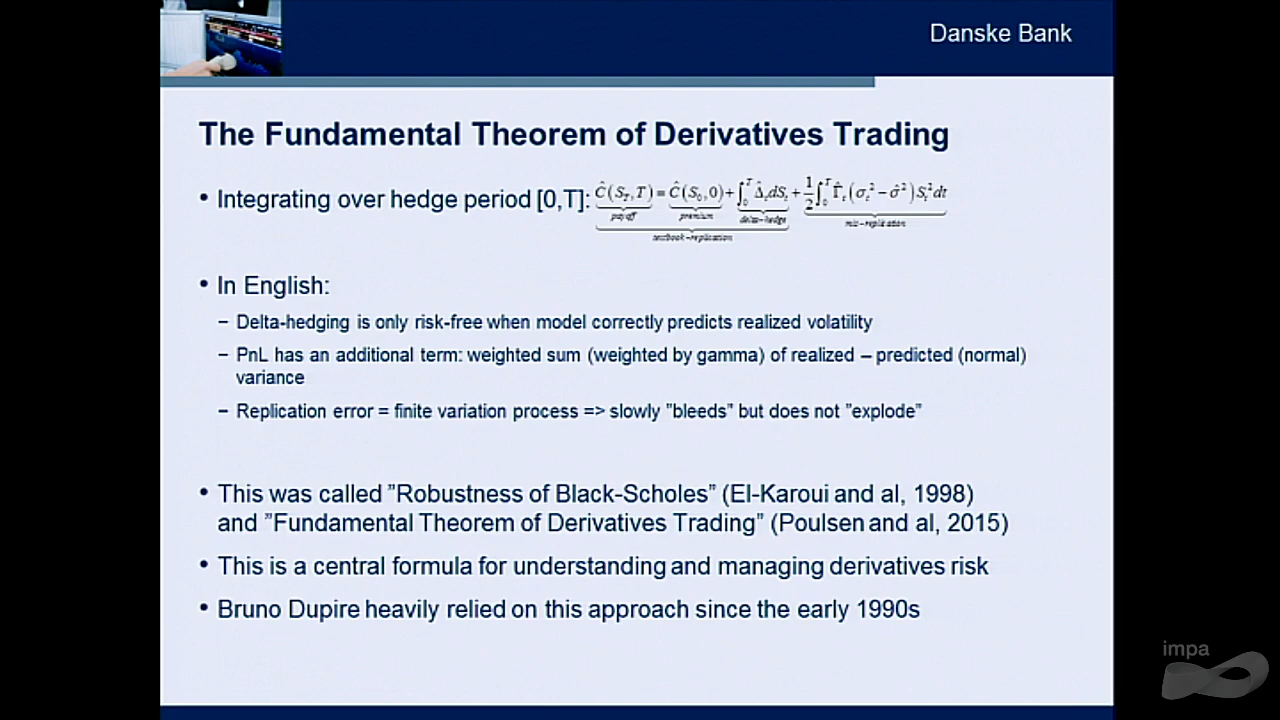 Danske Bank
The Fundamental Theorem of Derivatives Trading
• Integrating over hedge period [0,T]: Ĉ(S_T,T) = Ĉ(S_0,0) + ∫_0^T Δ̂_t dS_t + 1/2 ∫_0^T Γ̂_t (σ_t² − σ̂²) S_t² dt
payoff premium delta-hedge mis-replication
textbook-replication
• In English:
– Delta-hedging is only risk-free when model correctly predicts realized volatility
– PnL has an additional term: weighted sum (weighted by gamma) of realized – predicted (normal)
variance
– Replication error = finite variation process => slowly ”bleeds” but does not ”explode”
• This was called ”Robustness of Black-Scholes” (El-Karoui and al, 1998)
and ”Fundamental Theorem of Derivatives Trading” (Poulsen and al, 2015)
• This is a central formula for understanding and managing derivatives risk
• Bruno Dupire heavily relied on this approach since the early 1990s
impa